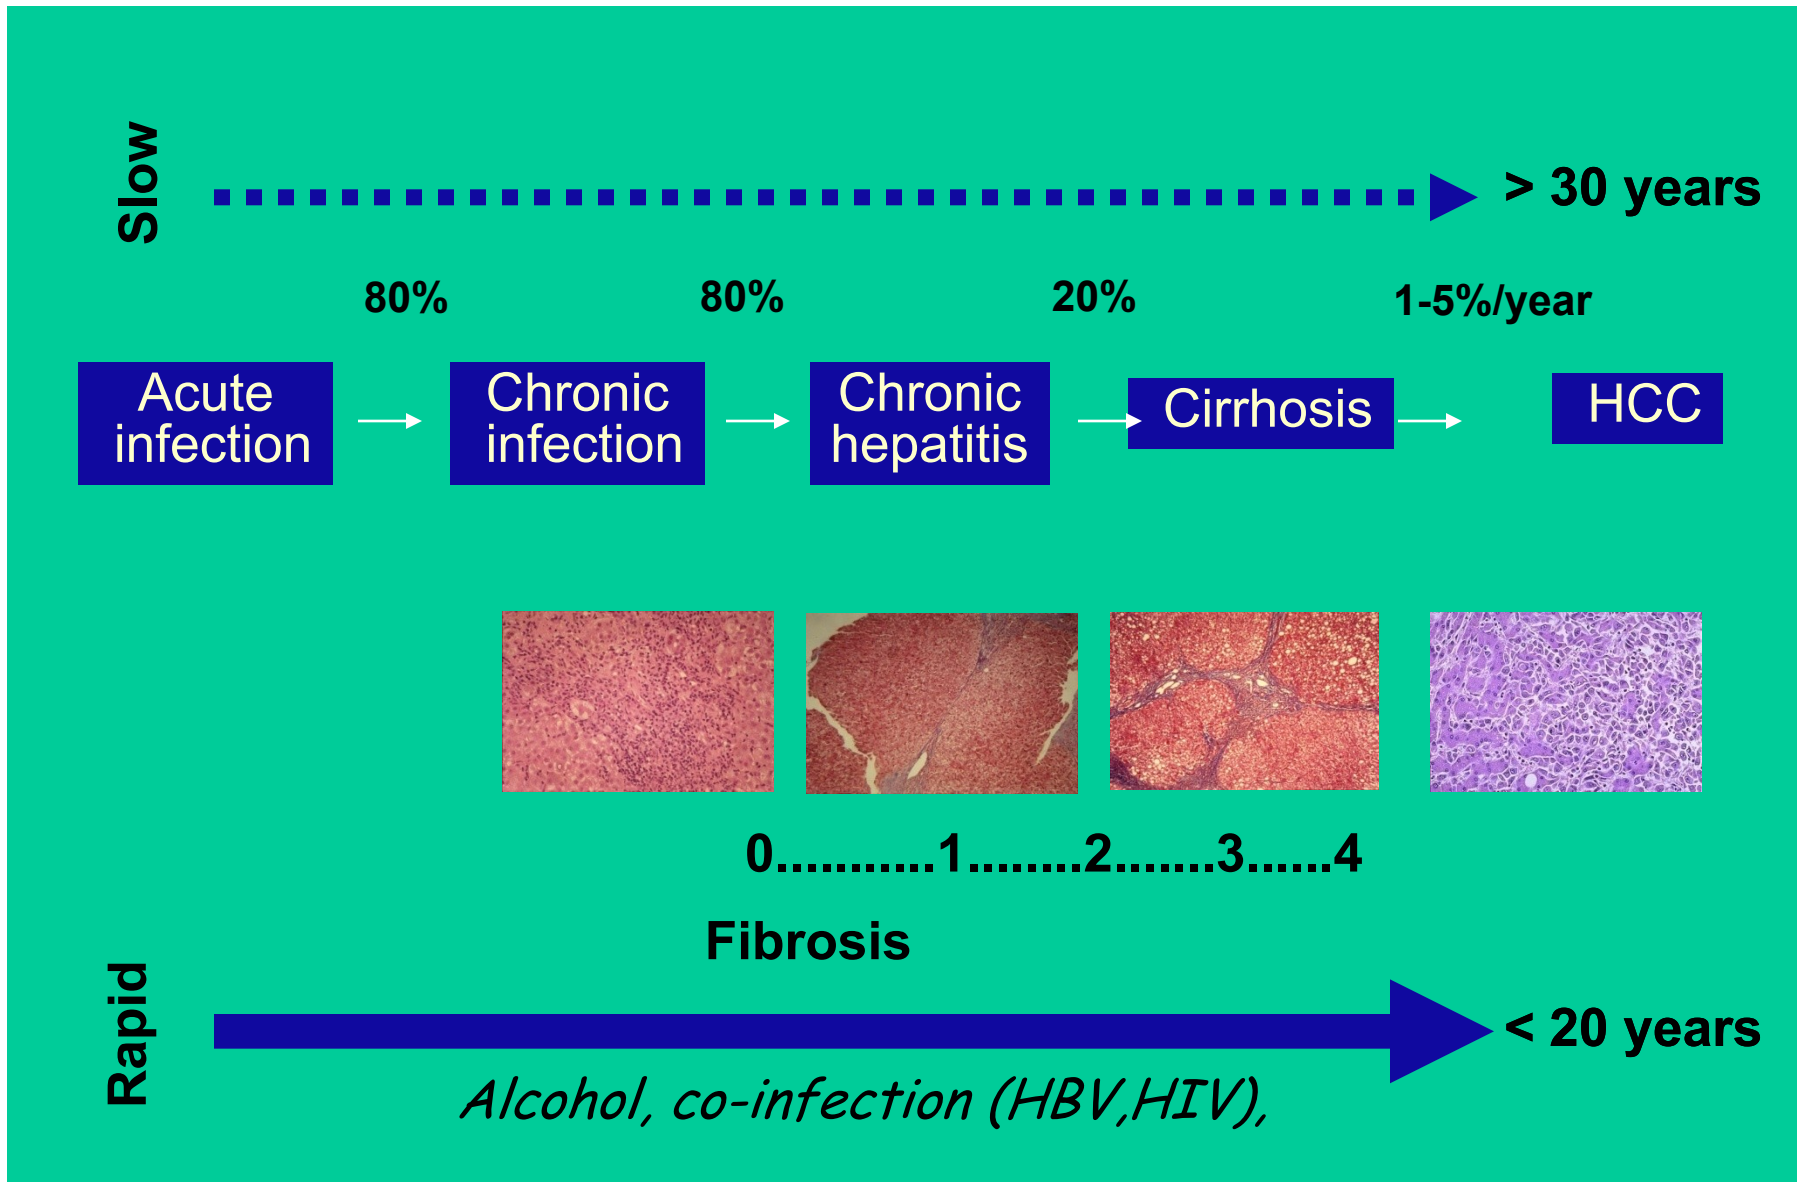 Slow
> 30 years
80%
80%
20%
1-5%/year
Acute
infection
Chronic
infection
Chronic
hepatitis
Cirrhosis
HCC
0...........1........2.......3......4
Fibrosis
Rapid
< 20 years
Alcohol, co-infection (HBV,HIV),